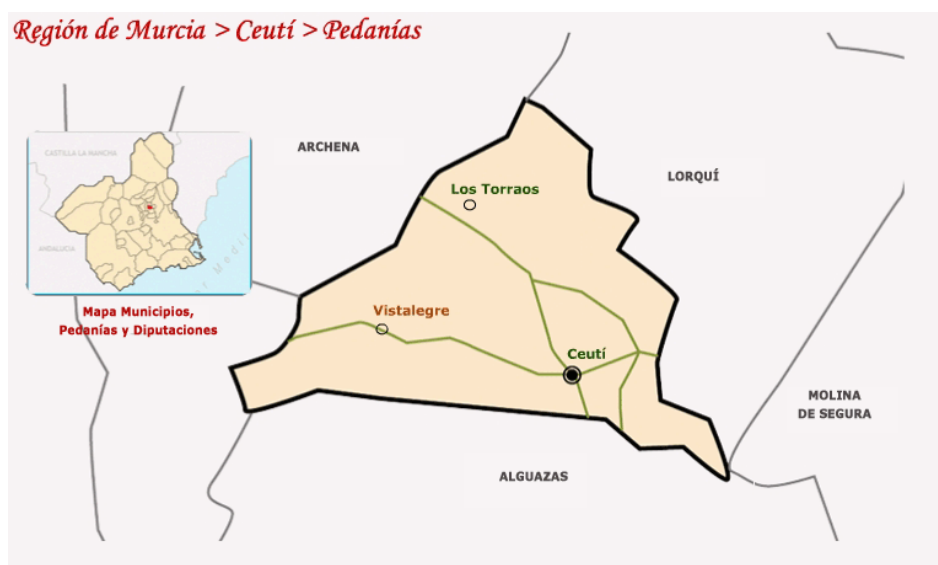 Región de Murcia > Ceutí > Pedanías
ARCHENA
LORQUÍ
CASTILLA LA MANCHA
Los Torraos
ANDALUCIA
Mapa Municipios,
Pedanías y Diputaciones
Vistalegre
Ceutí
MOLINA
DE SEGURA
ALGUAZAS